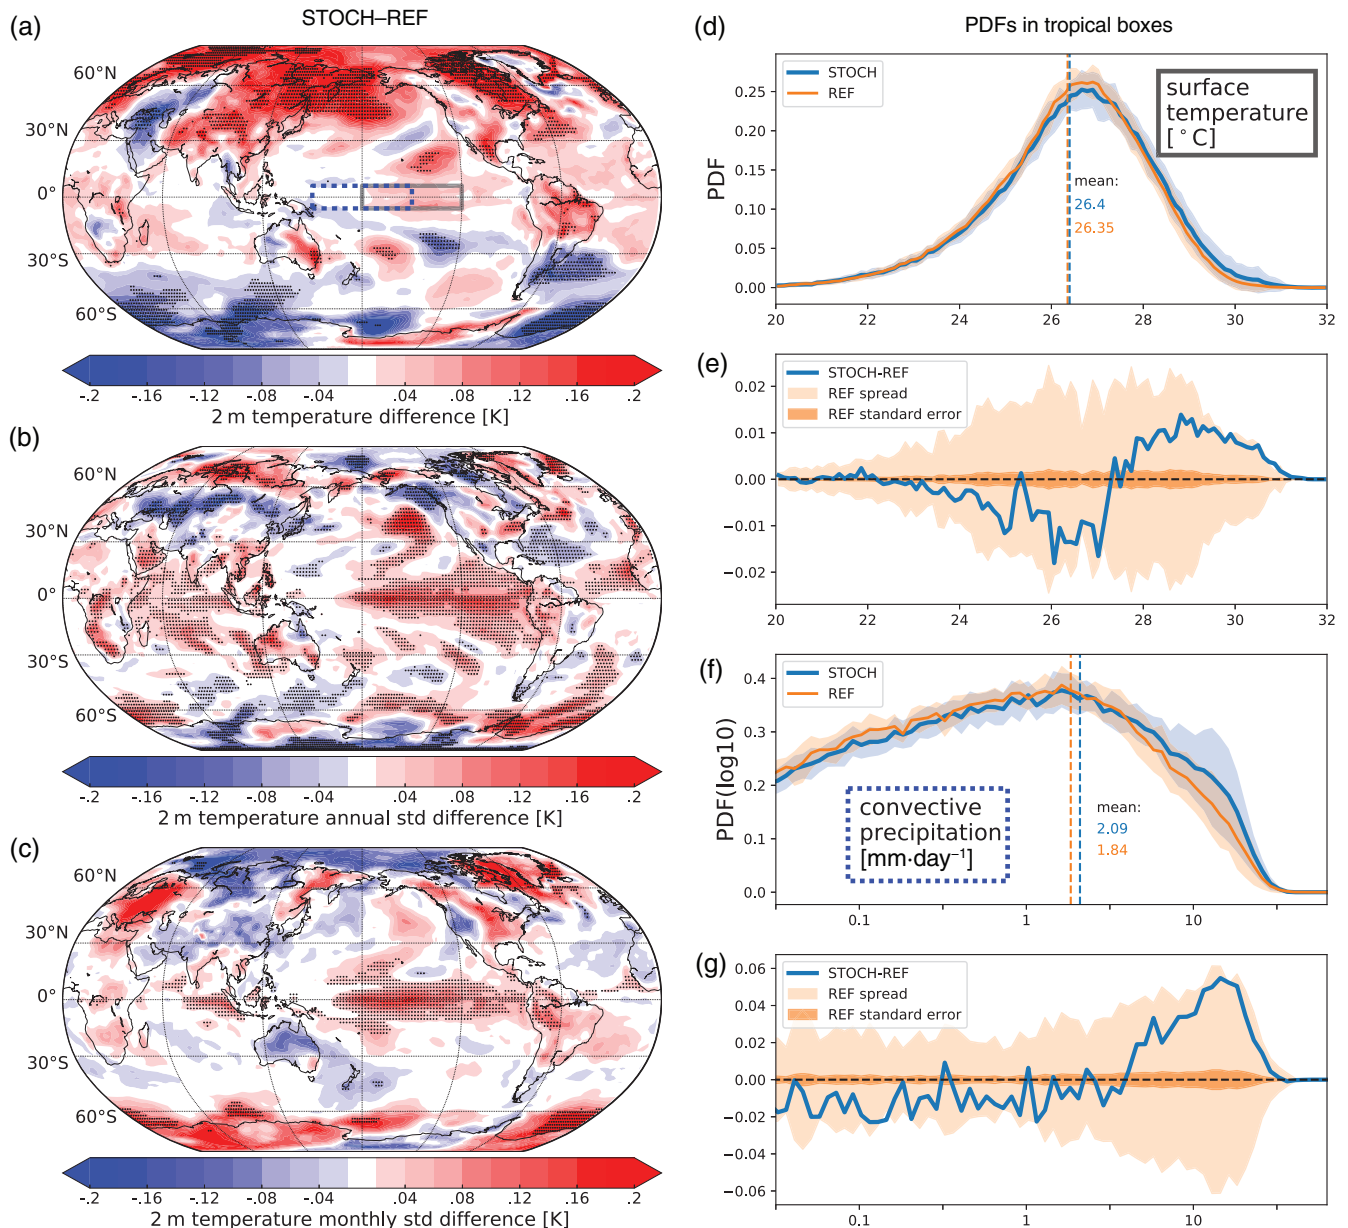 STOCH–REF
(a)
60°N
30°N
0°
30°S
60°S
-.2 -.16 -.12 -.08 -.04 .04 .08 .12 .16 .2
2 m temperature difference [K]
(b)
60°N
30°N
0°
30°S
60°S
-.2 -.16 -.12 -.08 -.04 .04 .08 .12 .16 .2
2 m temperature annual std difference [K]
(c)
60°N
30°N
0°
30°S
60°S
-.2 -.16 -.12 -.08 -.04 .04 .08 .12 .16 .2
2 m temperature monthly std difference [K]
PDFs in tropical boxes
(d)
STOCH
REF
surface
temperature
[°C]
PDF
0.25
0.20
0.15
0.10
0.05
0.00
mean:
26.4
26.35
20 22 24 26 28 30 32
(e)
STOCH-REF
REF spread
REF standard error
0.02
0.01
0.00
−0.01
−0.02
20 22 24 26 28 30 32
(f)
STOCH
REF
PDF(log10)
0.4
0.3
0.2
0.1
0.0
convective
precipitation
[mm·day⁻¹]
mean:
2.09
1.84
0.1 1 10
(g)
STOCH-REF
REF spread
REF standard error
0.06
0.04
0.02
0.00
−0.02
−0.04
−0.06
0.1 1 10